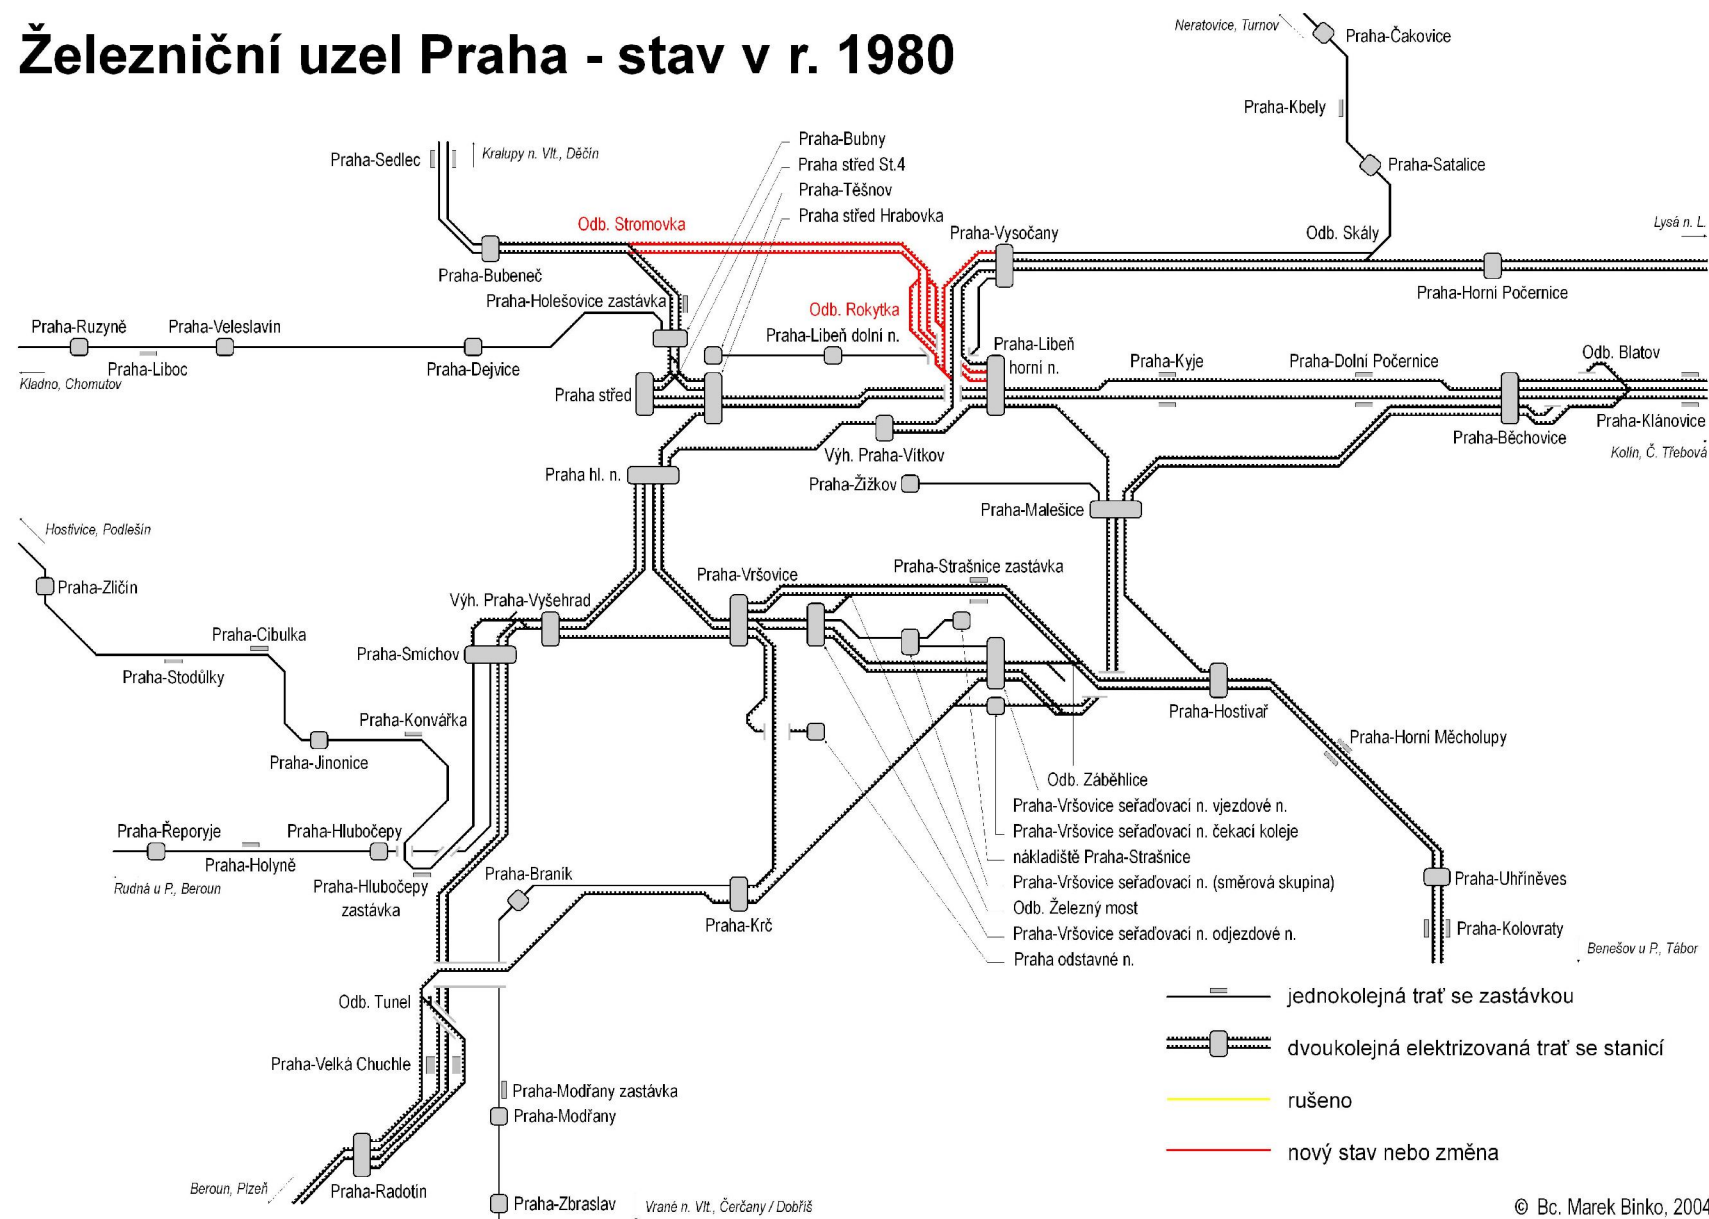 Železniční uzel Praha - stav v r. 1980
Neratovice, Turnov
Praha-Čakovice
Praha-Kbely
Praha-Satalice
Praha-Sedlec
Kralupy n. Vlt., Děčín
Praha-Bubny
Praha střed St.4
Praha-Těšnov
Praha střed Hrabovka
Odb. Stromovka
Praha-Vysočany
Odb. Skály
Lysá n. L.
Praha-Bubeneč
Praha-Holešovice zastávka
Praha-Horní Počernice
Odb. Rokytka
Praha-Ruzyně
Praha-Veleslavín
Praha-Libeň dolní n.
Praha-Libeň
horní n.
Praha-Liboc
Praha-Dejvice
Praha-Kyje
Praha-Dolní Počernice
Odb. Blatov
Kladno, Chomutov
Praha střed
Praha-Klánovice
Praha-Běchovice
Kolín, Č. Třebová
Výh. Praha-Vítkov
Praha hl. n.
Praha-Žižkov
Praha-Malešice
Hostivice, Podlešín
Praha-Zličín
Praha-Vršovice
Praha-Strašnice zastávka
Výh. Praha-Vyšehrad
Praha-Cibulka
Praha-Smíchov
Praha-Stodůlky
Praha-Konvářka
Praha-Hostivař
Praha-Jinonice
Praha-Horní Měcholupy
Odb. Záběhlice
Praha-Vršovice seřaďovací n. vjezdové n.
Praha-Vršovice seřaďovací n. čekací koleje
nákladiště Praha-Strašnice
Praha-Vršovice seřaďovací n. (směrová skupina)
Odb. Železný most
Praha-Vršovice seřaďovací n. odjezdové n.
Praha odstavné n.
Praha-Řeporyje
Praha-Hlubočepy
Praha-Holyně
Rudná u P., Beroun
Praha-Hlubočepy
zastávka
Praha-Braník
Praha-Krč
Praha-Uhříněves
Praha-Kolovraty
Benešov u P., Tábor
Odb. Tunel
jednokolejná trať se zastávkou
dvoukolejná elektrizovaná trať se stanicí
Praha-Velká Chuchle
Praha-Modřany zastávka
Praha-Modřany
rušeno
nový stav nebo změna
Beroun, Plzeň
Praha-Radotín
Praha-Zbraslav
Vrané n. Vlt., Čerčany / Dobříš
© Bc. Marek Binko, 2004